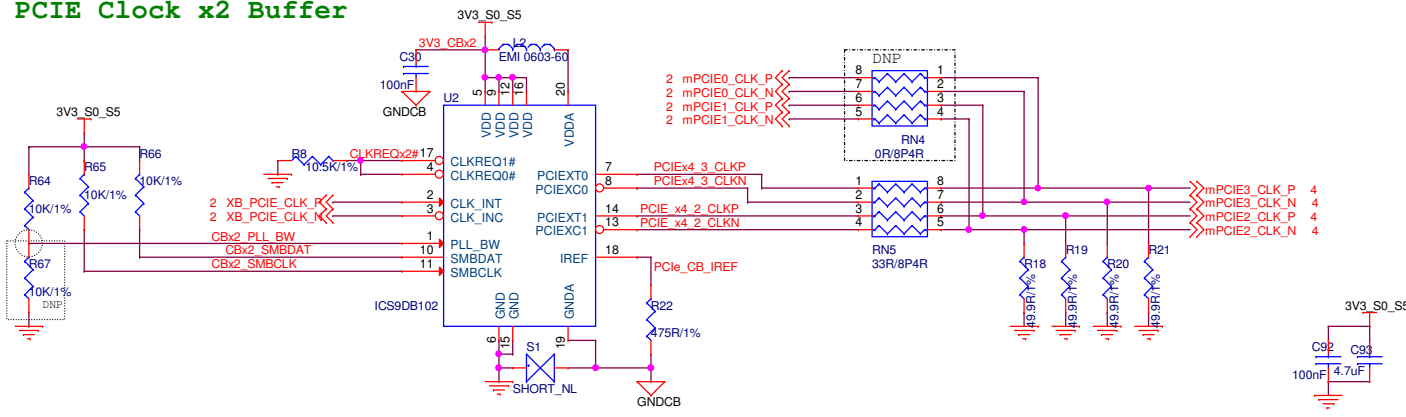 PCIE Clock x2 Buffer
3V3_S0_S5
3V3_CBx2
L2
EMI 0603-60
C30
100nF
GNDCB
U2
5
9
12
16
20
VDD
VDD
VDD
VDD
VDDA
3V3_S0_S5
R64
10K/1%
R65
10K/1%
R66
10K/1%
R67
10K/1%
DNP
R8
10.5K/1%
CLKREQx2#
17
CLKREQ1#
4
CLKREQ0#
2 XB_PCIE_CLK_P
2
CLK_INT
2 XB_PCIE_CLK_N
3
CLK_INC
CBx2_PLL_BW
1
PLL_BW
CBx2_SMBDAT
10
SMBDAT
CBx2_SMBCLK
11
SMBCLK
ICS9DB102
PCIEXT0
7
PCIEx4_3_CLKP
PCIEXC0
8
PCIEx4_3_CLKN
PCIEXT1
14
PCIE_x4_2_CLKP
PCIEXC1
13
PCIE_x4_2_CLKN
IREF
18
PCIe_CB_IREF
R22
475R/1%
GND
GND
GNDA
6
15
19
S1
SHORT_NL
GNDCB
DNP
2 mPCIE0_CLK_P
8
1
2 mPCIE0_CLK_N
7
2
2 mPCIE1_CLK_P
6
3
2 mPCIE1_CLK_N
5
4
RN4
0R/8P4R
1
8
mPCIE3_CLK_P 4
2
7
mPCIE3_CLK_N 4
3
6
mPCIE2_CLK_P 4
4
5
mPCIE2_CLK_N 4
RN5
33R/8P4R
R18
49.9R/1%
R19
49.9R/1%
R20
49.9R/1%
R21
49.9R/1%
3V3_S0_S5
C92
100nF
C93
4.7uF